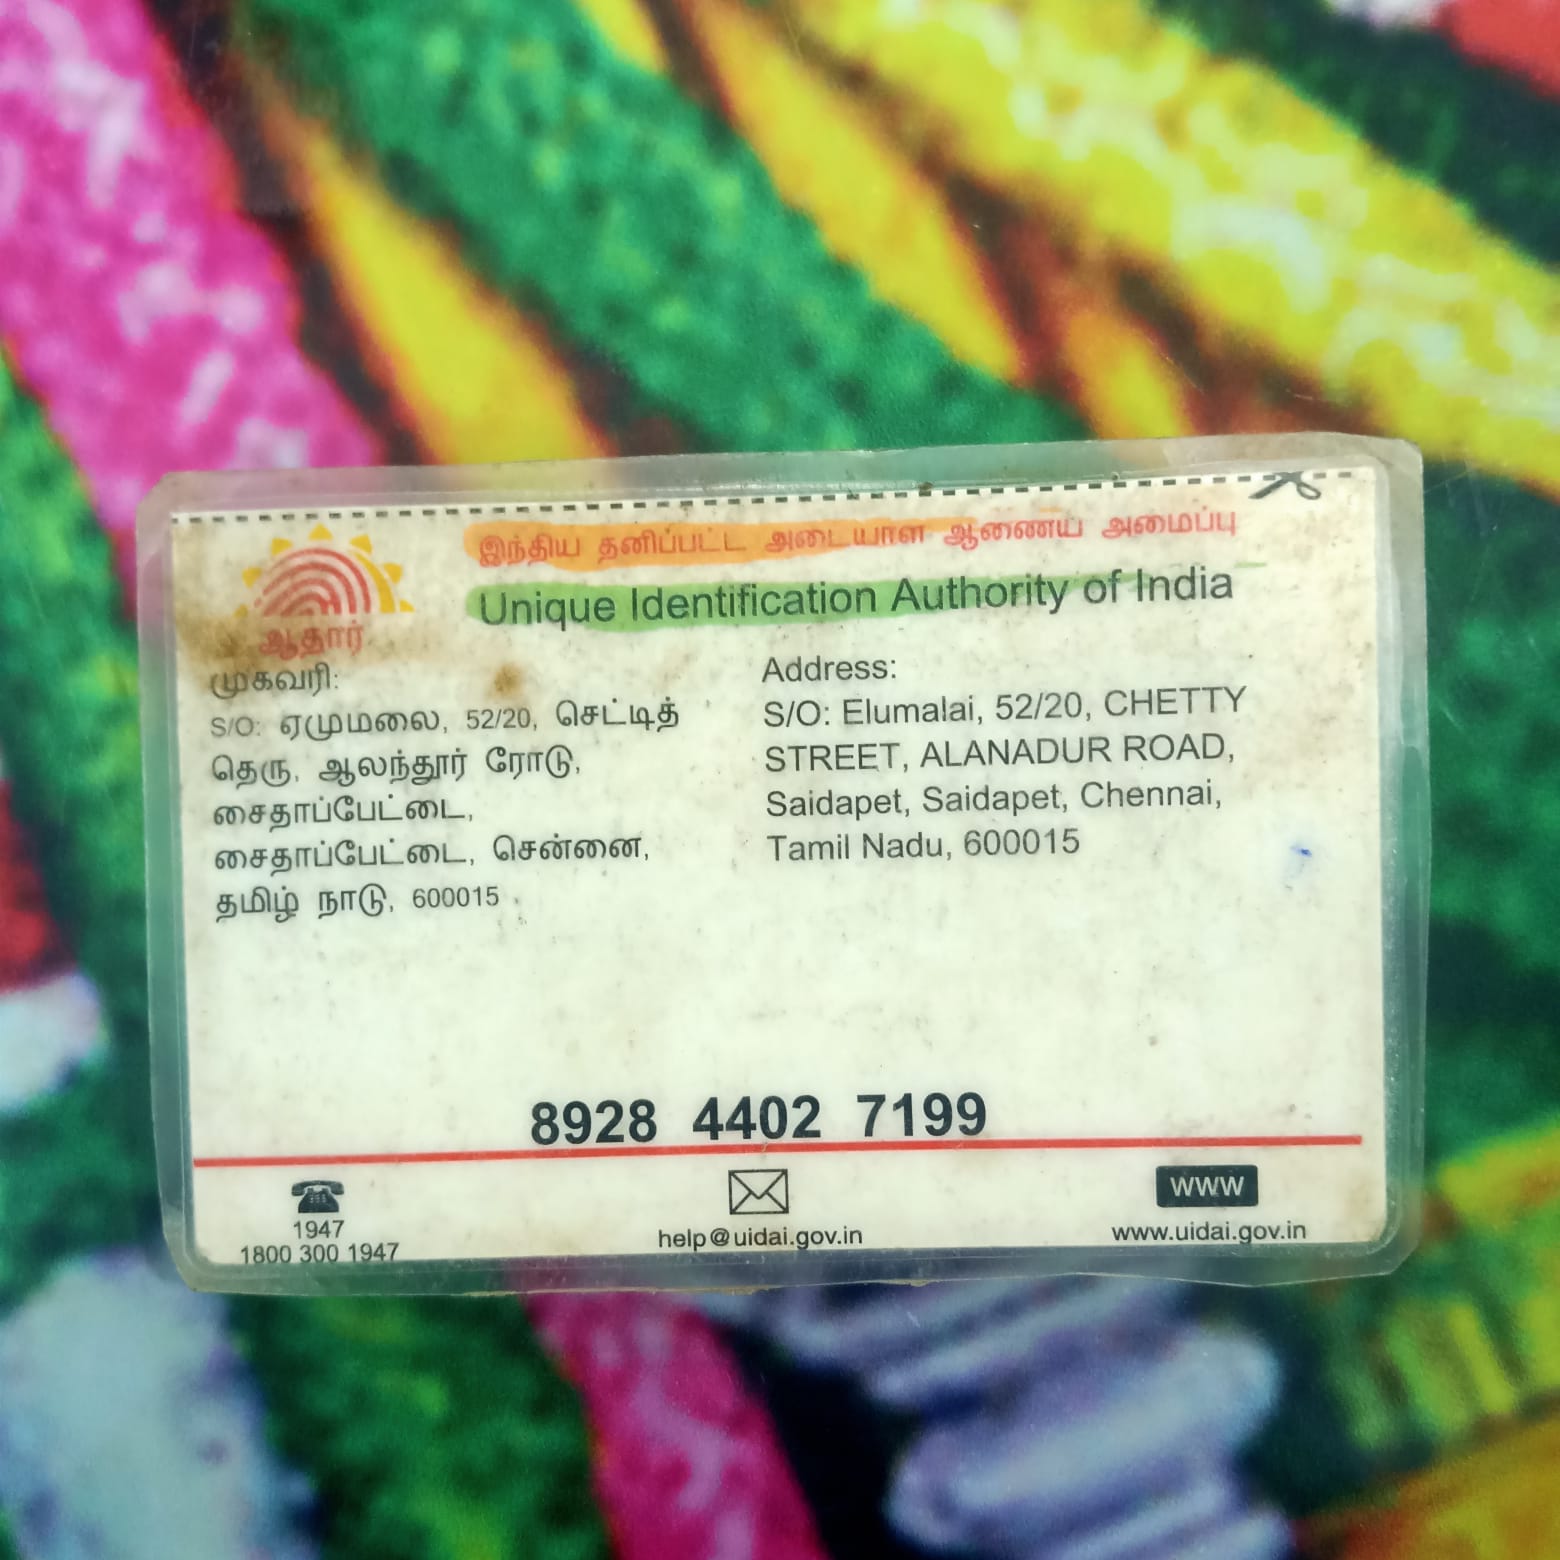 இந்திய தனிப்பட்ட அடையாள ஆணைய அமைப்பு
Unique Identification Authority of India
ஆதார்
முகவரி:
S/O: ஏமுமலை, 52/20, செட்டித்
தெரு, ஆலந்தூர் ரோடு,
சைதாப்பேட்டை,
சைதாப்பேட்டை, சென்னை,
தமிழ் நாடு, 600015
Address:
S/O: Elumalai, 52/20, CHETTY
STREET, ALANADUR ROAD,
Saidapet, Saidapet, Chennai,
Tamil Nadu, 600015
8928 4402 7199
1947
1800 300 1947
help@uidai.gov.in
WWW
www.uidai.gov.in